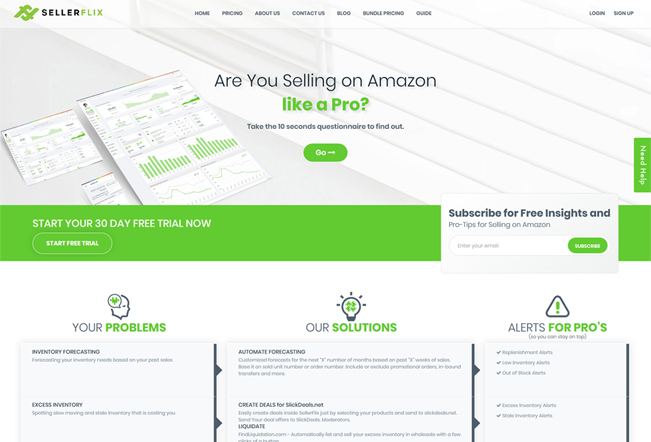 SELLERFLIX
HOME PRICING ABOUT US CONTACT US BLOG BUNDLE PRICING GUIDE LOGIN SIGN UP
Are You Selling on Amazon
like a Pro?
Take the 10 seconds questionnaire to find out.
Go
Need Help
START YOUR 30 DAY FREE TRIAL NOW
START FREE TRIAL
Subscribe for Free Insights and
Pro-Tips for Selling on Amazon
Enter your email
SUBSCRIBE
YOUR PROBLEMS
INVENTORY FORECASTING
Forecasting your inventory needs based on your past sales
EXCESS INVENTORY
Spotting slow moving and stale inventory that is costing you.
OUR SOLUTIONS
AUTOMATE FORECASTING
Customized forecasts for the next "X" number of months based on past "X" weeks of sales.
Base it on sold unit number or order number. Include or exclude promotional orders, in-bound
transfers and more.
CREATE DEALS for SlickDeals.net
Easily create deals inside SellerFlix just by selecting your products and send to slickdeals.net.
Send Your deal offers to SlickDeals. Moderators.
LIQUIDATE
FindLiquidation.com - Automatically list and sell your excess inventory in wholesale with a few
ALERTS FOR PRO'S
(so you can stay on top)
Replenishment Alerts
Low Inventory Alerts
Out of Stock Alerts
Excess Inventory Alerts
Stale Inventory Alerts